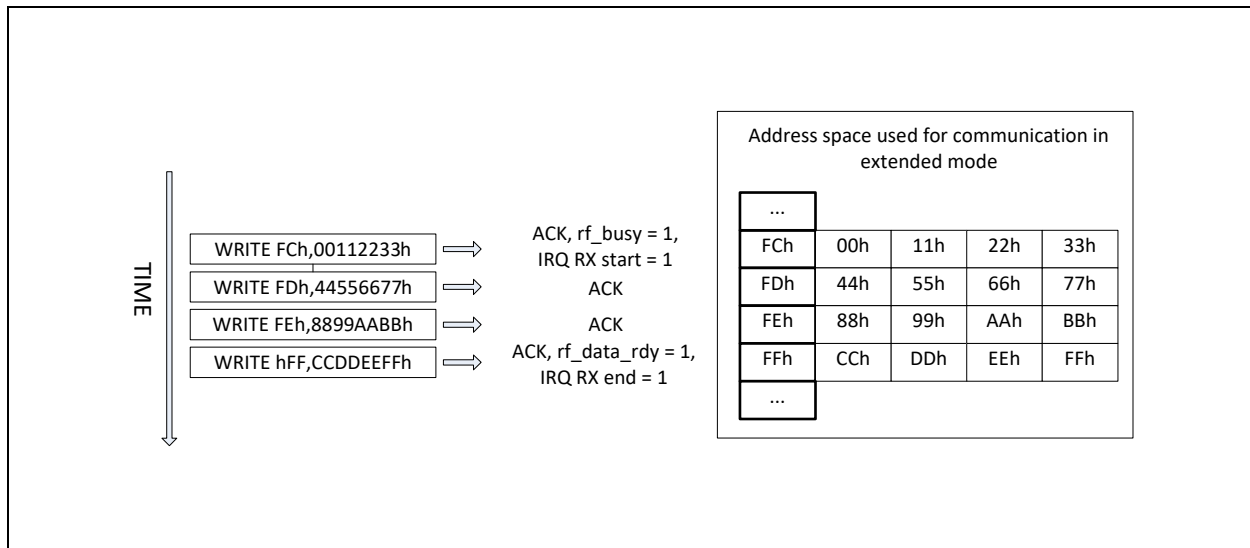 TIME
WRITE FCh,00112233h
ACK, rf_busy = 1,
IRQ RX start = 1
WRITE FDh,44556677h
ACK
WRITE FEh,8899AABBh
ACK
WRITE hFF,CCDDEEFFh
ACK, rf_data_rdy = 1,
IRQ RX end = 1
Address space used for communication in
extended mode
...
FCh 00h 11h 22h 33h
FDh 44h 55h 66h 77h
FEh 88h 99h AAh BBh
FFh CCh DDh EEh FFh
...